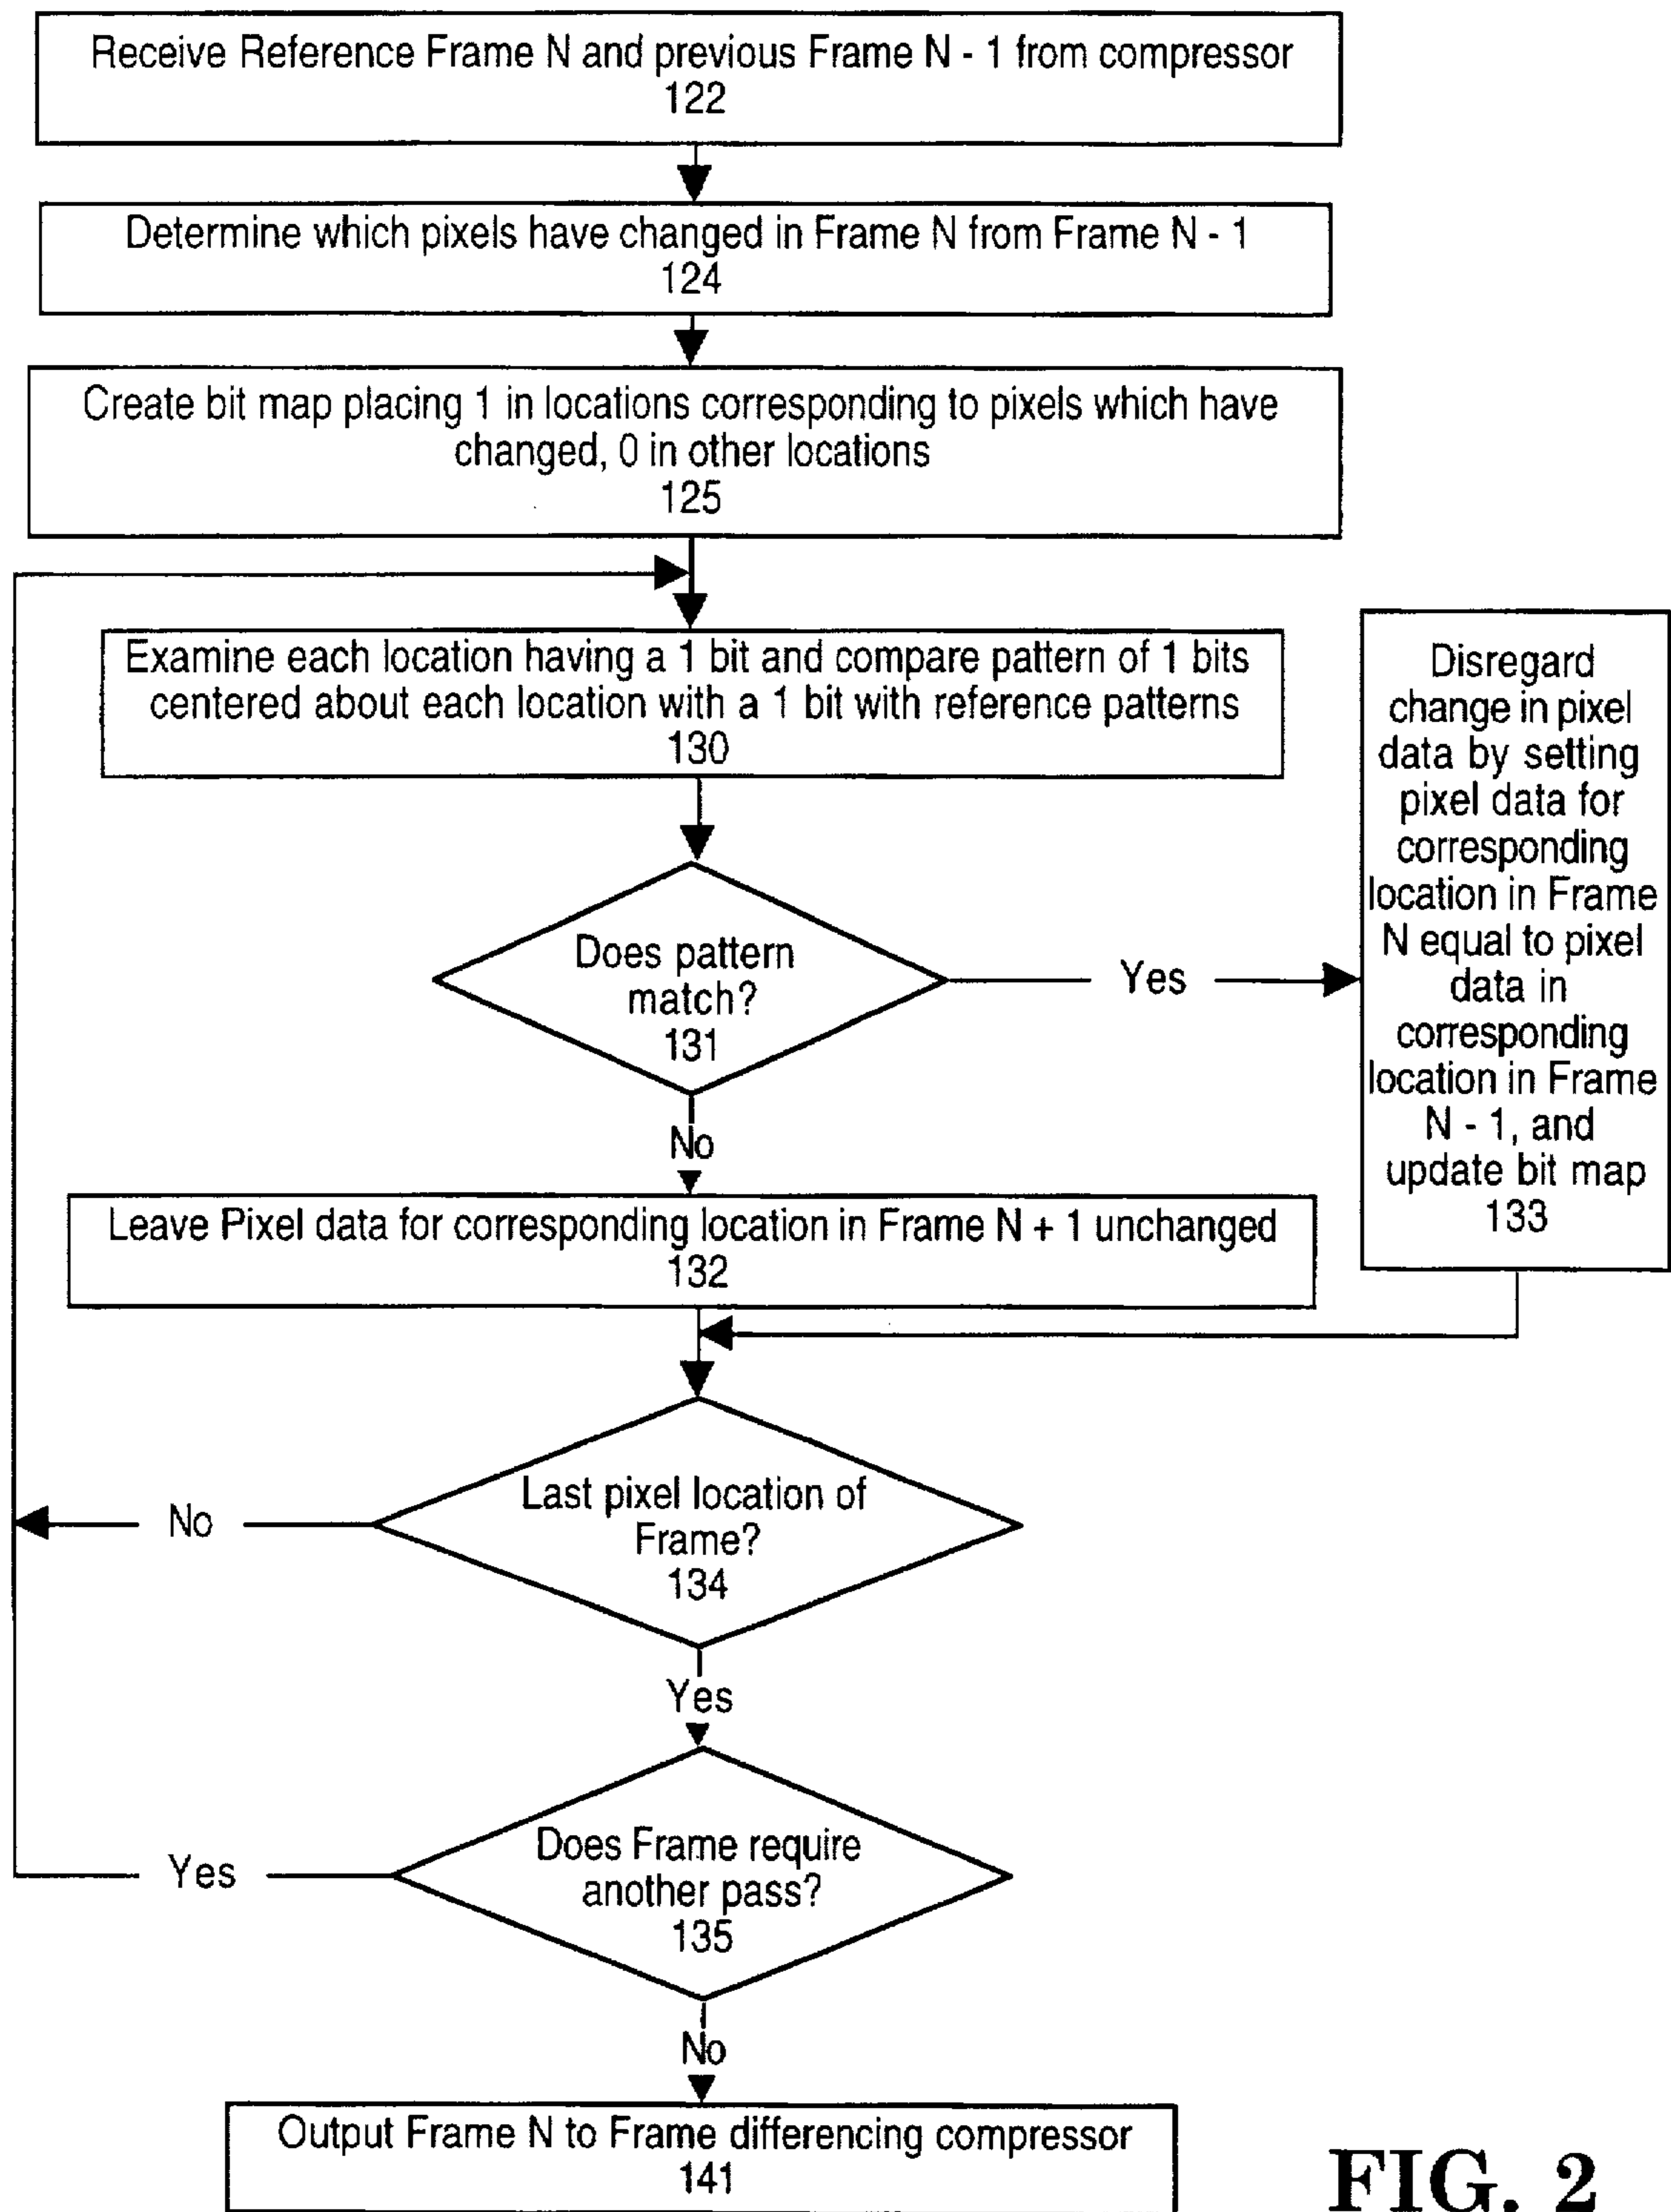 Receive Reference Frame N and previous Frame N - 1 from compressor
122
Determine which pixels have changed in Frame N from Frame N - 1
124
Create bit map placing 1 in locations corresponding to pixels which have
changed, 0 in other locations
125
Examine each location having a 1 bit and compare pattern of 1 bits
centered about each location with a 1 bit with reference patterns
130
Does pattern
match?
131
Yes
Disregard
change in pixel
data by setting
pixel data for
corresponding
location in Frame
N equal to pixel
data in
corresponding
location in Frame
N - 1, and
update bit map
133
No
Leave Pixel data for corresponding location in Frame N + 1 unchanged
132
Last pixel location of
Frame?
134
No
Yes
Does Frame require
another pass?
135
Yes
No
Output Frame N to Frame differencing compressor
141
FIG. 2